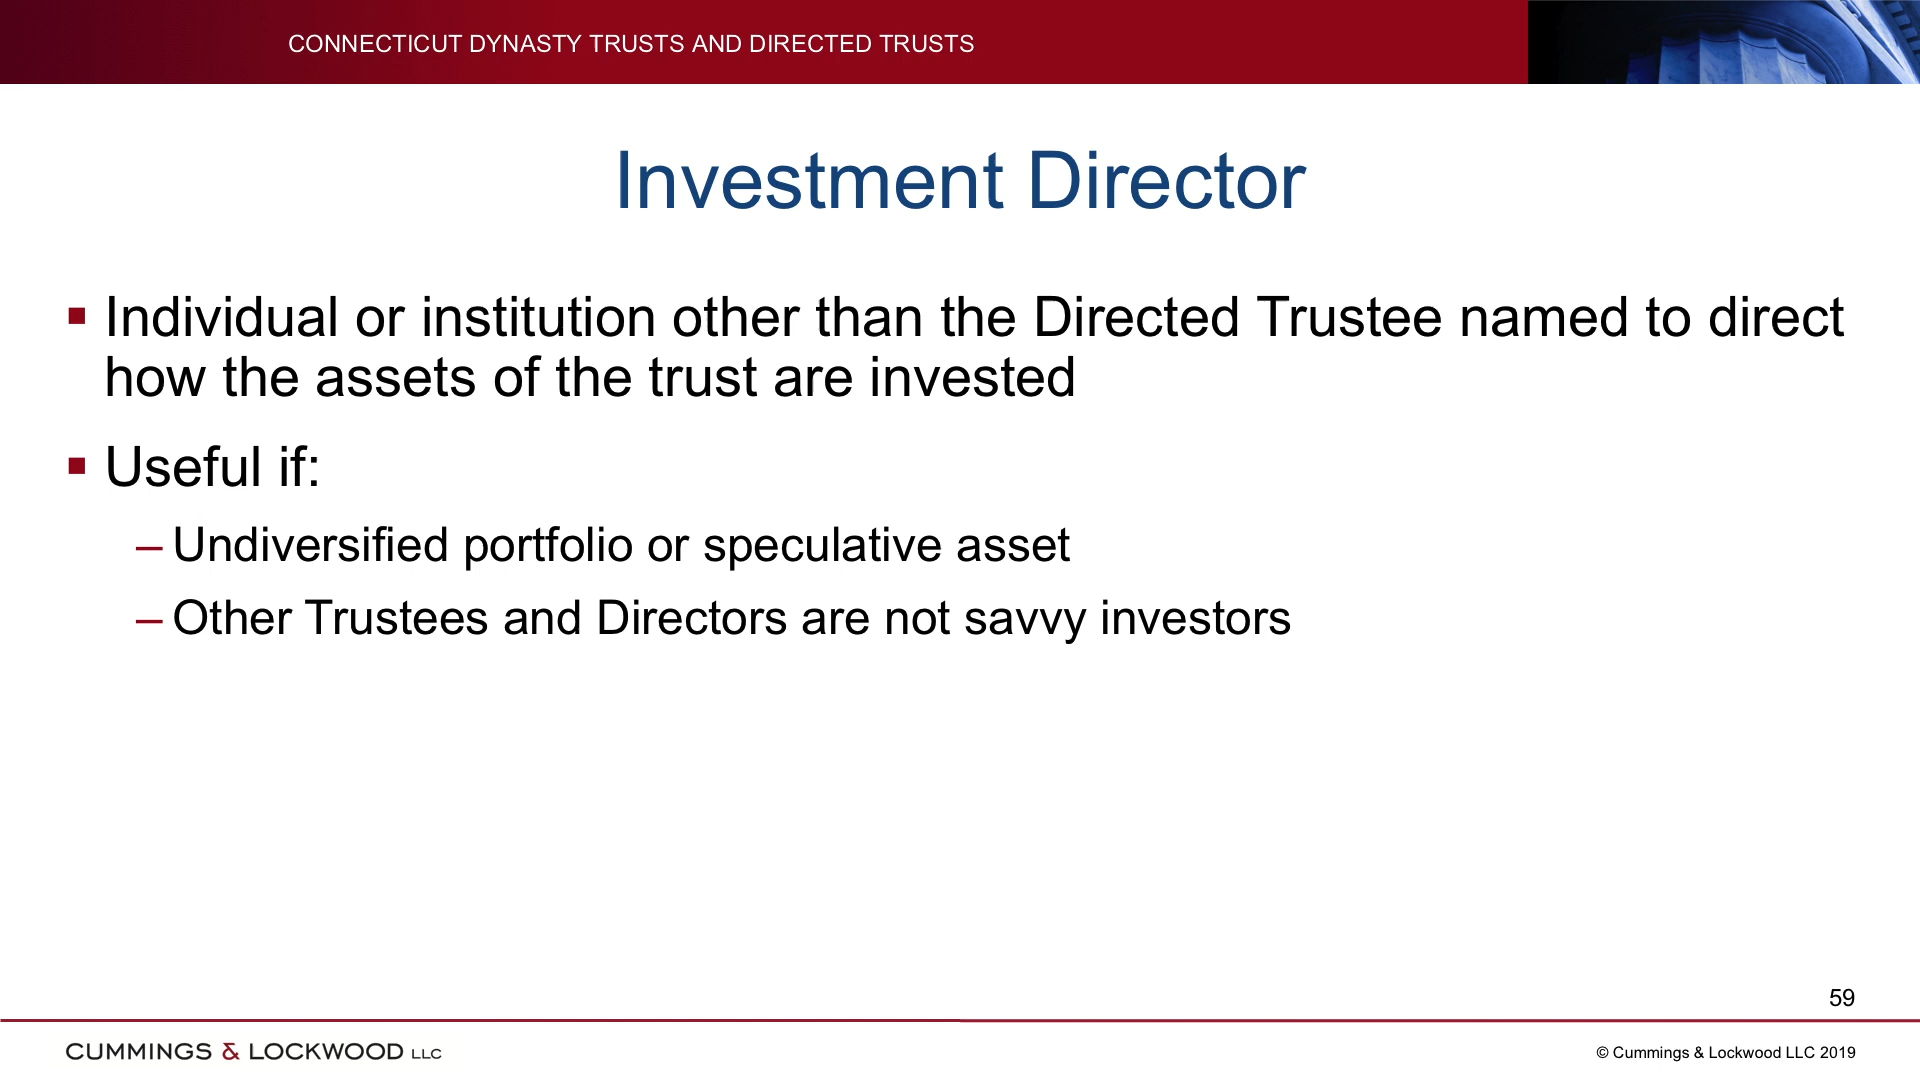 CONNECTICUT DYNASTY TRUSTS AND DIRECTED TRUSTS
Investment Director
▪ Individual or instituion other than the Directed Trustee named to direct
how the assets of the trust are invested
▪ Useful if:
– Undiversified portfolio or speculative asset
– Other Trustees and Directors are not savvy investors
59
CUMMINGS & LOCKWOOD LLC
© Cummings & Lockwood LLC 2019